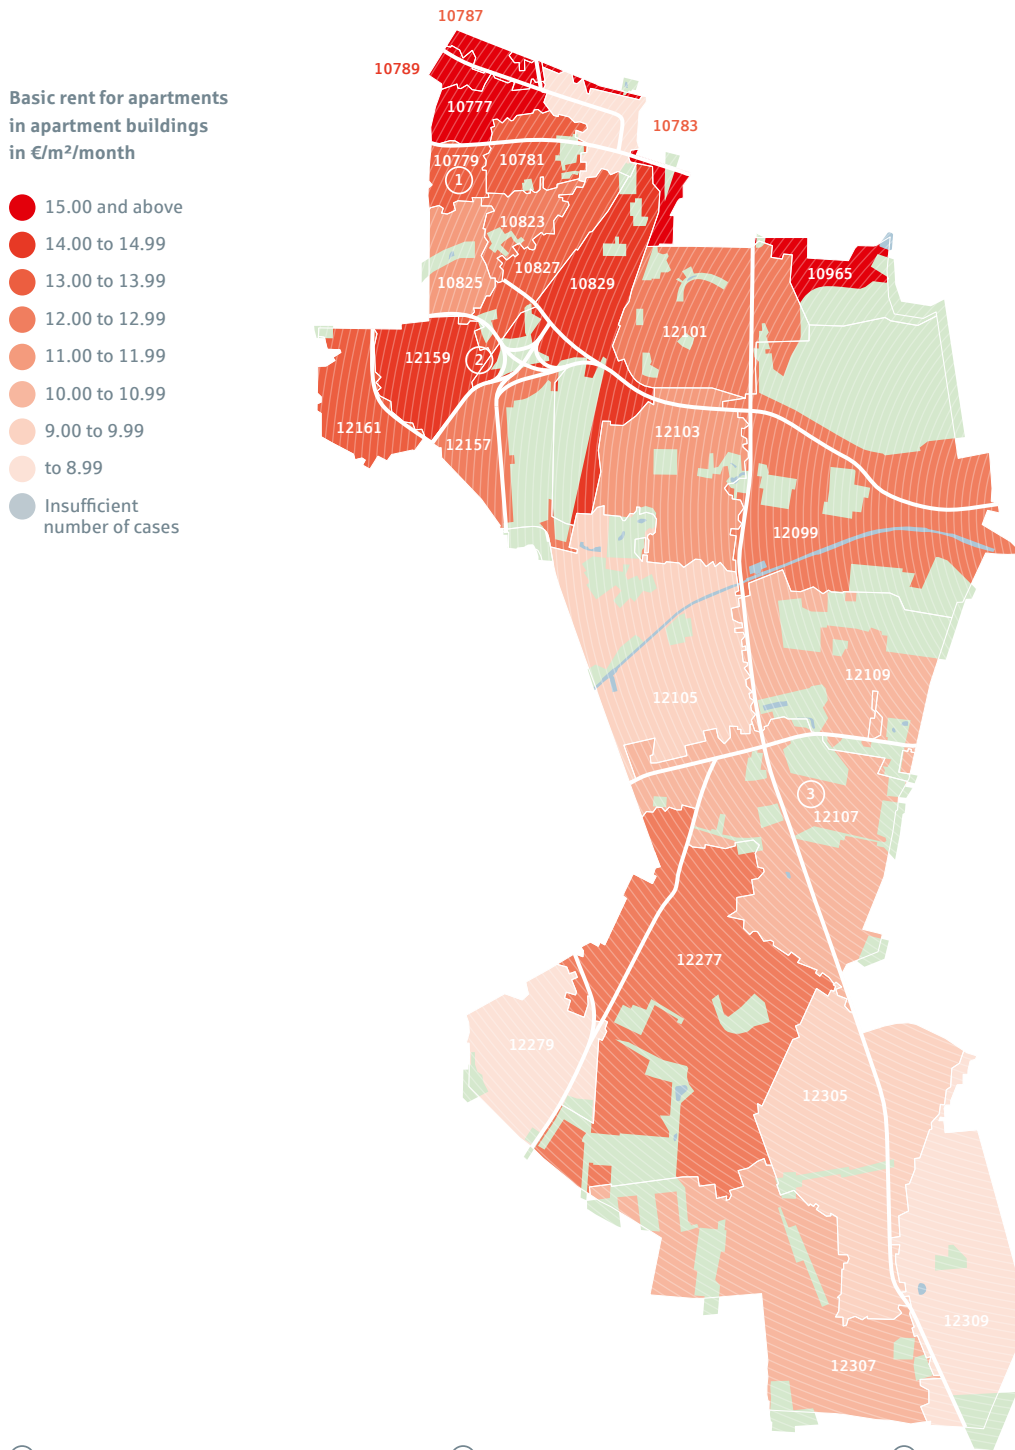 10787
10789
Basic rent for apartments
in apartment buildings
in €/m²/month
15.00 and above
14.00 to 14.99
13.00 to 13.99
12.00 to 12.99
11.00 to 11.99
10.00 to 10.99
9.00 to 9.99
to 8.99
Insufficient
number of cases
10777
10783
10779
10781
1
10823
10827
10825
10829
10965
12101
12159
2
12161
12157
12103
12099
12109
12105
3
12107
12277
12279
12305
12309
12307